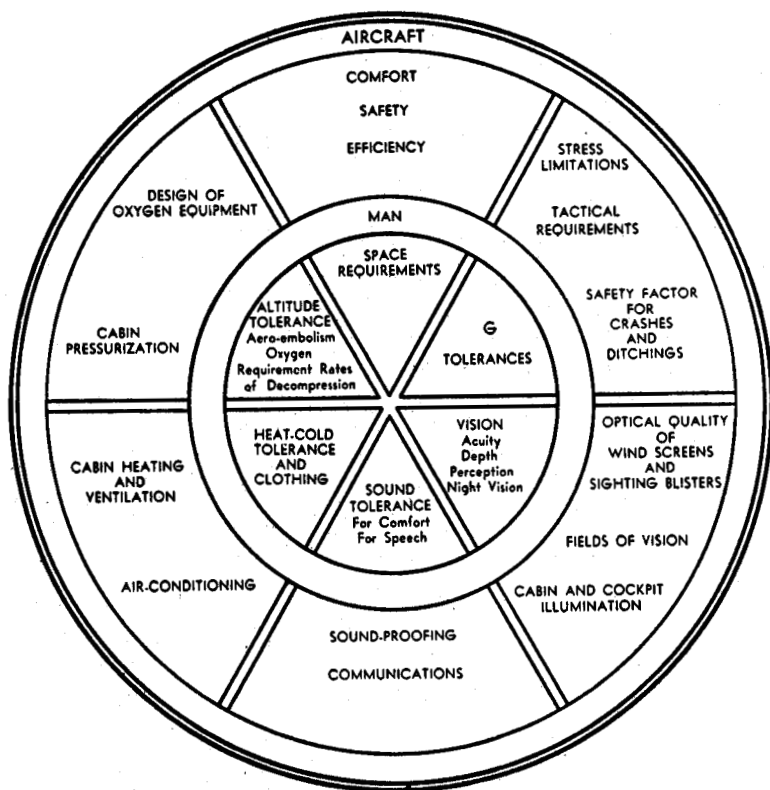 AIRCRAFT
COMFORT
SAFETY
EFFICIENCY
STRESS
LIMITATIONS
TACTICAL
REQUIREMENTS
SAFETY FACTOR
FOR
CRASHES
AND
DITCHINGS
OPTICAL QUALITY
OF
WIND SCREENS
AND
SIGHTING BLISTERS
FIELDS OF VISION
CABIN AND COCKPIT
ILLUMINATION
SOUND-PROOFING
COMMUNICATIONS
AIR-CONDITIONING
CABIN HEATING
AND
VENTILATION
CABIN
PRESSURIZATION
DESIGN OF
OXYGEN EQUIPMENT
MAN
SPACE
REQUIREMENTS
G
TOLERANCES
VISION
Acuity
Depth
Perception
Night Vision
SOUND
TOLERANCE
For Comfort
For Speech
HEAT-COLD
TOLERANCE
AND
CLOTHING
ALTITUDE
TOLERANCE
Aero-embolism
Oxygen
Requirement Rates
of Decompression